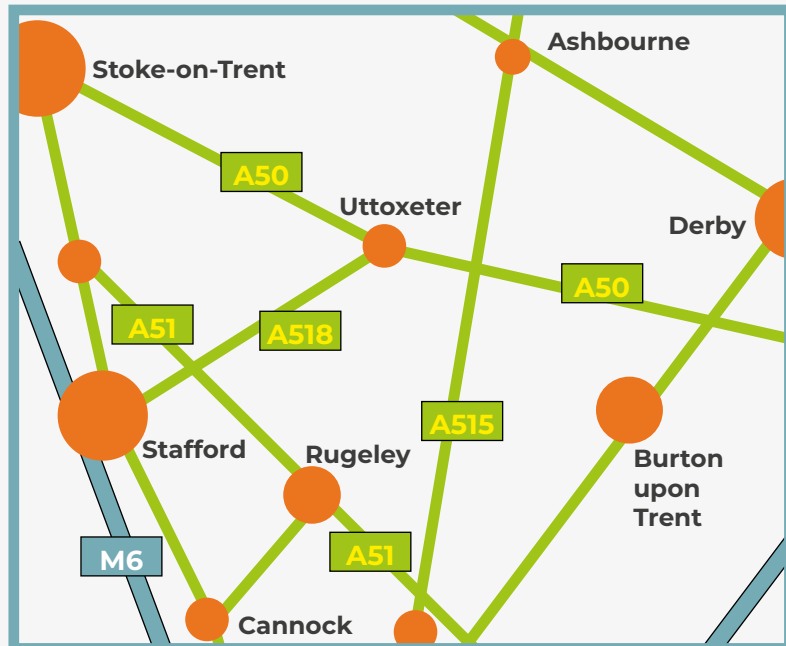 Ashbourne
Stoke-on-Trent
A50
Uttoxeter
Derby
A50
A51
A518
A515
Stafford
Rugeley
Burton
upon
Trent
A51
M6
Cannock